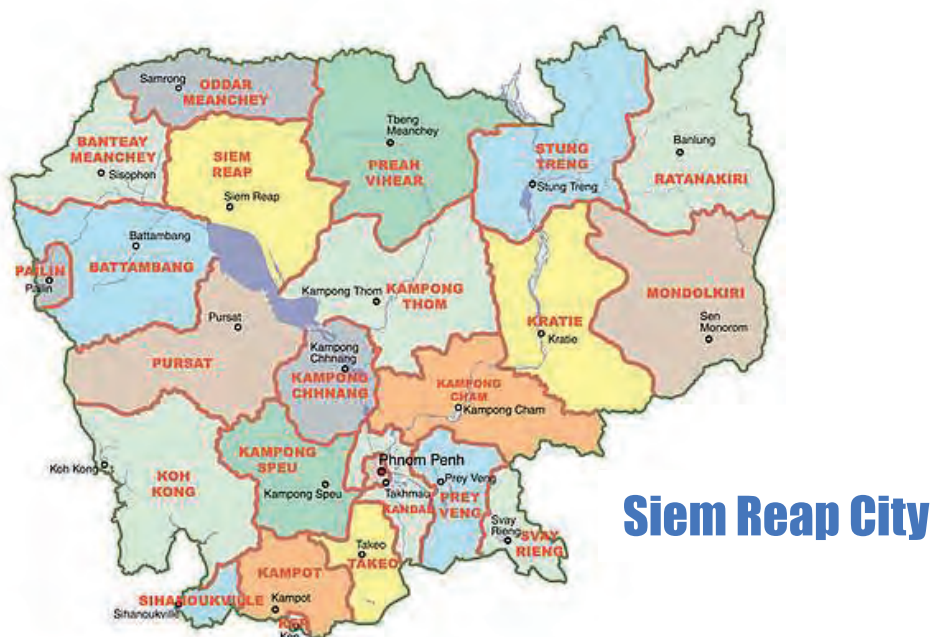 Samrong
ODDAR
MEANCHEY
Tbeng
Meanchey
BANTEAY
MEANCHEY
Sisophon
SIEM
REAP
Siem Reap
PREAH
VIHEAR
STUNG
TRENG
Stung Treng
Banlung
RATANAKIRI
Battambang
BATTAMBANG
PAILIN
Pailin
Kampong Thom
KAMPONG
THOM
KRATIE
Kratie
MONDOLKIRI
Sen
Monorom
Pursat
PURSAT
Kampong
Chhnang
KAMPONG
CHHNANG
KAMPONG
CHAM
Kampong Cham
Koh Kong
KOH
KONG
KAMPONG
SPEU
Kampong Speu
Phnom Penh
Takhmau
KANDAL
Prey Veng
PREY
VENG
Svay
Rieng
SVAY
RIENG
Siem Reap City
Takeo
TAKEO
KAMPOT
Kampot
SIHANOUKVILLE
Sihanoukville
KEP
Kep